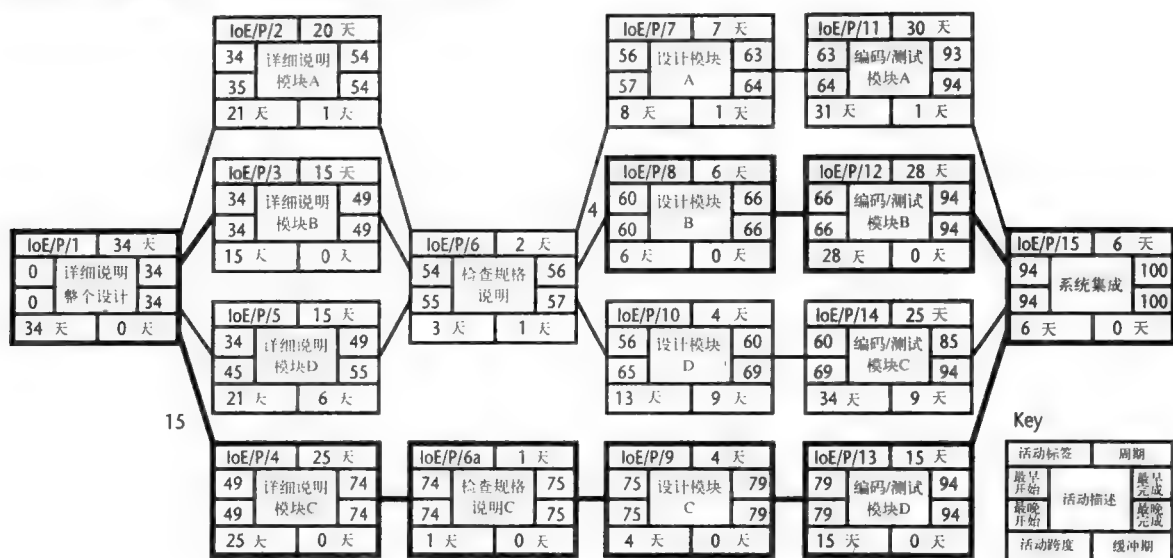 IoE/P/1 34 天
0 详细说明 34
0 整个设计 34
34 天 0 天
15
IoE/P/2 20 天
34 详细说明 54
35 模块A 54
21 天 1 天
IoE/P/3 15 天
34 详细说明 49
34 模块B 49
15 天 0 天
IoE/P/5 15 天
34 详细说明 49
45 模块D 55
21 天 6 天
IoE/P/4 25 天
49 详细说明 74
49 模块C 74
25 天 0 天
IoE/P/6 2 天
54 检查规格 56
55 说明 57
3 天 1 天
IoE/P/6a 1 天
74 检查规格 75
74 说明C 75
1 天 0 天
4
IoE/P/7 7 天
56 设计模块 63
57 A 64
8 天 1 天
IoE/P/8 6 天
60 设计模块 66
60 B 66
6 天 0 天
IoE/P/10 4 天
56 设计模块 60
65 D 69
13 天 9 天
IoE/P/9 4 天
75 设计模块 79
75 C 79
4 天 0 天
IoE/P/11 30 天
63 编码/测试 93
64 模块A 94
31 天 1 天
IoE/P/12 28 天
66 编码/测试 94
66 模块B 94
28 天 0 天
IoE/P/14 25 天
60 编码/测试 85
69 模块C 94
34 天 9 天
IoE/P/13 15 天
79 编码/测试 94
79 模块D 94
15 天 0 天
IoE/P/15 6 天
94 系统集成 100
94 100
6 天 0 天
Key
活动标签 周期
最早开始 活动描述 最早完成
最晚开始 最晚完成
活动跨度 缓冲期